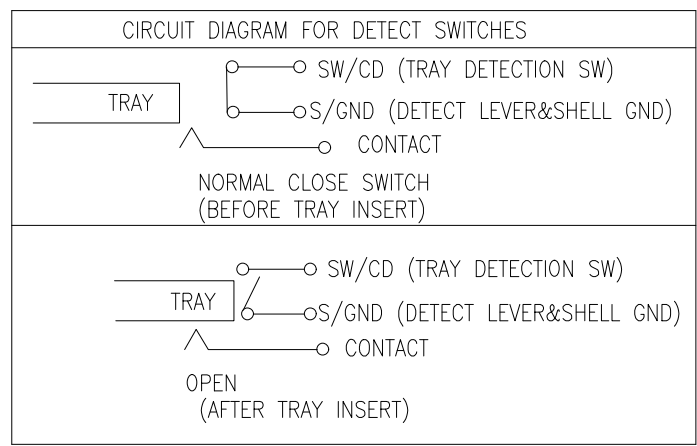 CIRCUIT DIAGRAM FOR DETECT SWITCHES
SW/CD (TRAY DETECTION SW)
TRAY
S/GND (DETECT LEVER&SHELL GND)
CONTACT
NORMAL CLOSE SWITCH
(BEFORE TRAY INSERT)
SW/CD (TRAY DETECTION SW)
TRAY
S/GND (DETECT LEVER&SHELL GND)
CONTACT
OPEN
(AFTER TRAY INSERT)